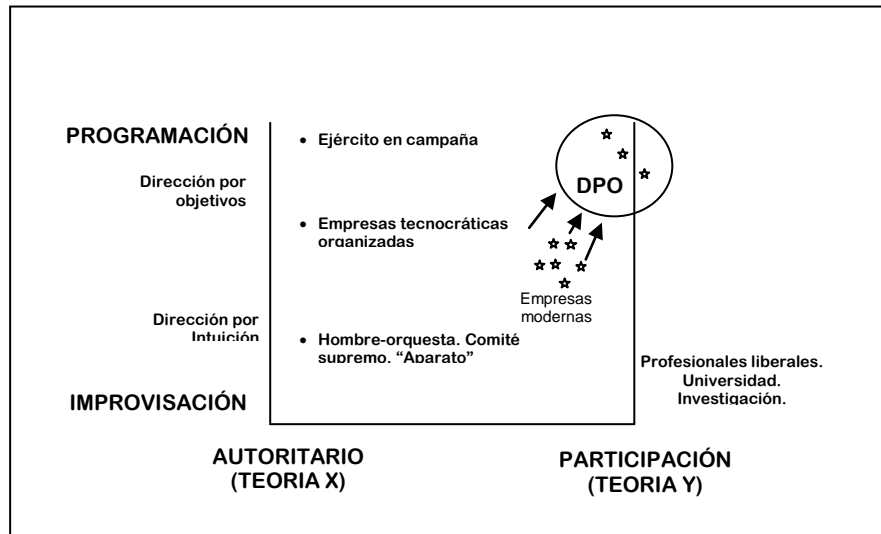 PROGRAMACIÓN
Dirección por
objetivos
Dirección por
Intuición
IMPROVISACIÓN
• Ejército en campaña
• Empresas tecnocráticas
organizadas
• Hombre-orquesta. Comité
supremo. “Aparato”
DPO
Empresas
modernas
Profesionales liberales.
Universidad.
Investigación.
AUTORITARIO
(TEORIA X)
PARTICIPACIÓN
(TEORIA Y)